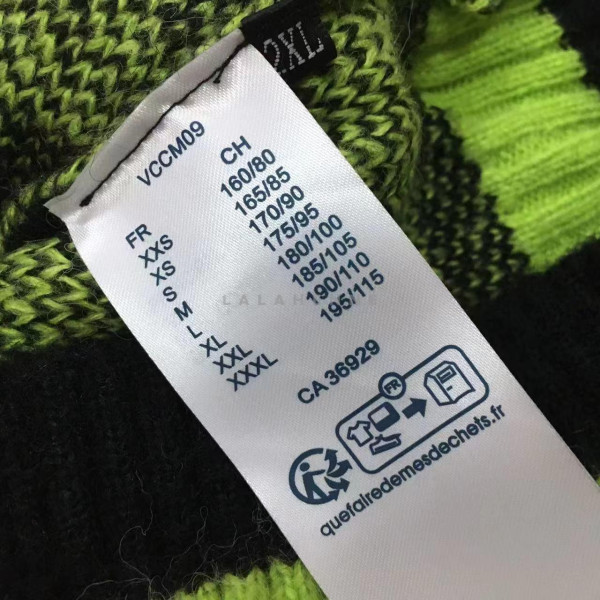 2XL
VCCM09
FR CH
XXS 160/80
XS 165/85
S 170/90
M 175/95
L 180/100
XL 185/105
XXL 190/110
XXXL 195/115
CA 36929
FR
quefairedemesdechets.fr